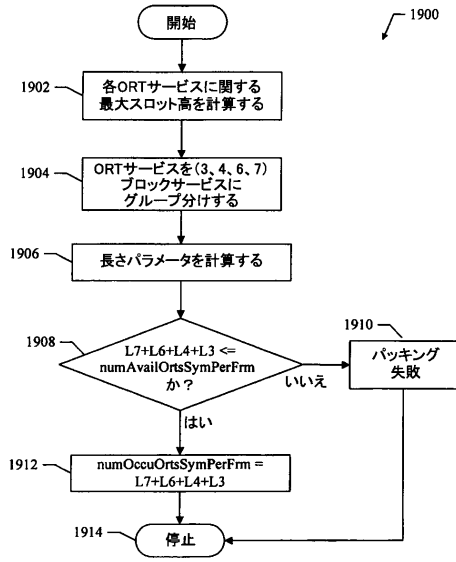 開始
1900
1902
各ORTサービスに関する
最大スロット高を計算する
1904
ORTサービスを(3、4、6、7)
ブロックサービスに
グループ分けする
1906
長さパラメータを計算する
1908
L7+L6+L4+L3 <=
numAvailOrtsSymPerFrm
か?
いいえ
1910
パッキング
失敗
はい
1912
numOccuOrtsSymPerFrm =
L7+L6+L4+L3
1914
停止